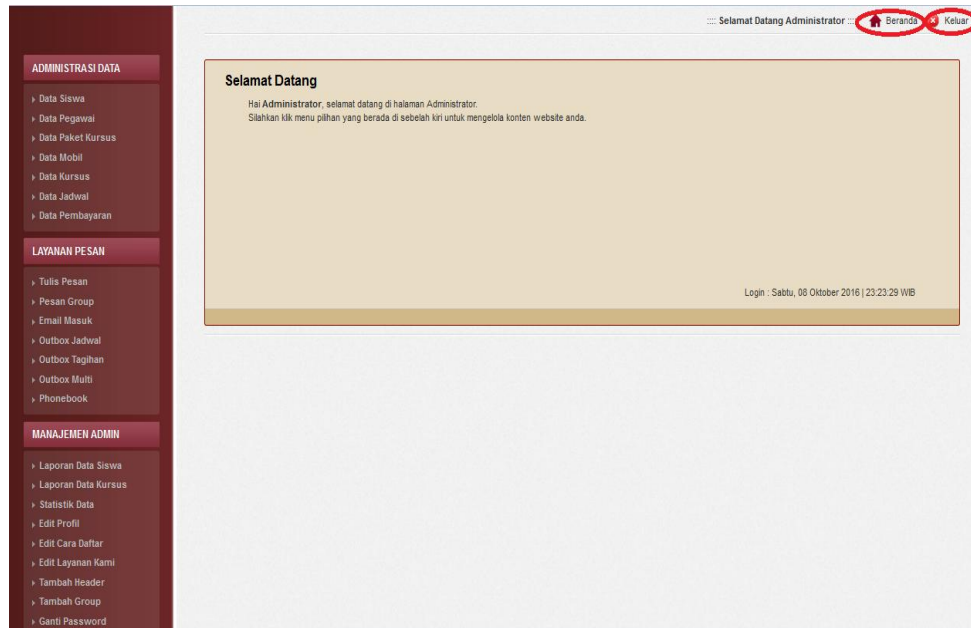 :::: Selamat Datang Administrator :::: Beranda Keluar
ADMINISTRASI DATA
Data Siswa
Data Pegawai
Data Paket Kursus
Data Mobil
Data Kursus
Data Jadwal
Data Pembayaran
LAYANAN PESAN
Tulis Pesan
Pesan Group
Email Masuk
Outbox Jadwal
Outbox Tagihan
Outbox Multi
Phonebook
MANAJEMEN ADMIN
Laporan Data Siswa
Laporan Data Kursus
Statistik Data
Edit Profil
Edit Cara Daftar
Edit Layanan Kami
Tambah Header
Tambah Group
Ganti Password
Selamat Datang
Hai Administrator, selamat datang di halaman Administrator.
Silahkan klik menu pilihan yang berada di sebelah kiri untuk mengelola konten website anda.
Login : Sabtu, 08 Oktober 2016 | 23:23:29 WIB